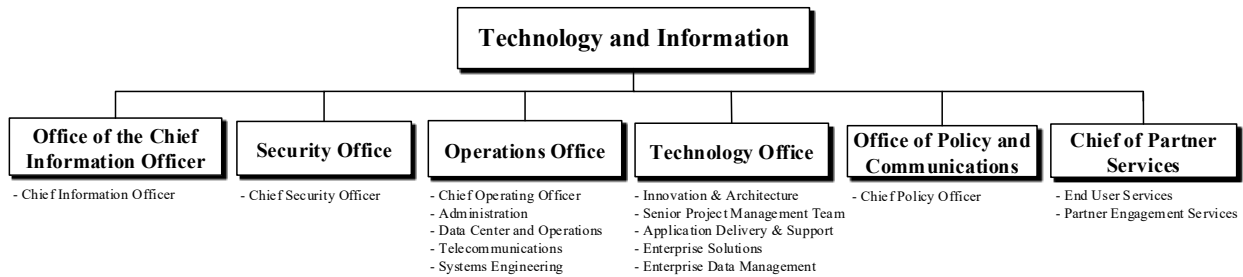 Technology and Information
Office of the Chief
Information Officer
- Chief Information Officer
Security Office
- Chief Security Officer
Operations Office
- Chief Operating Officer
- Administration
- Data Center and Operations
- Telecommunications
- Systems Engineering
Technology Office
- Innovation & Architecture
- Senior Project Management Team
- Application Delivery & Support
- Enterprise Solutions
- Enterprise Data Management
Office of Policy and
Communications
- Chief Policy Officer
Chief of Partner
Services
- End User Services
- Partner Engagement Services